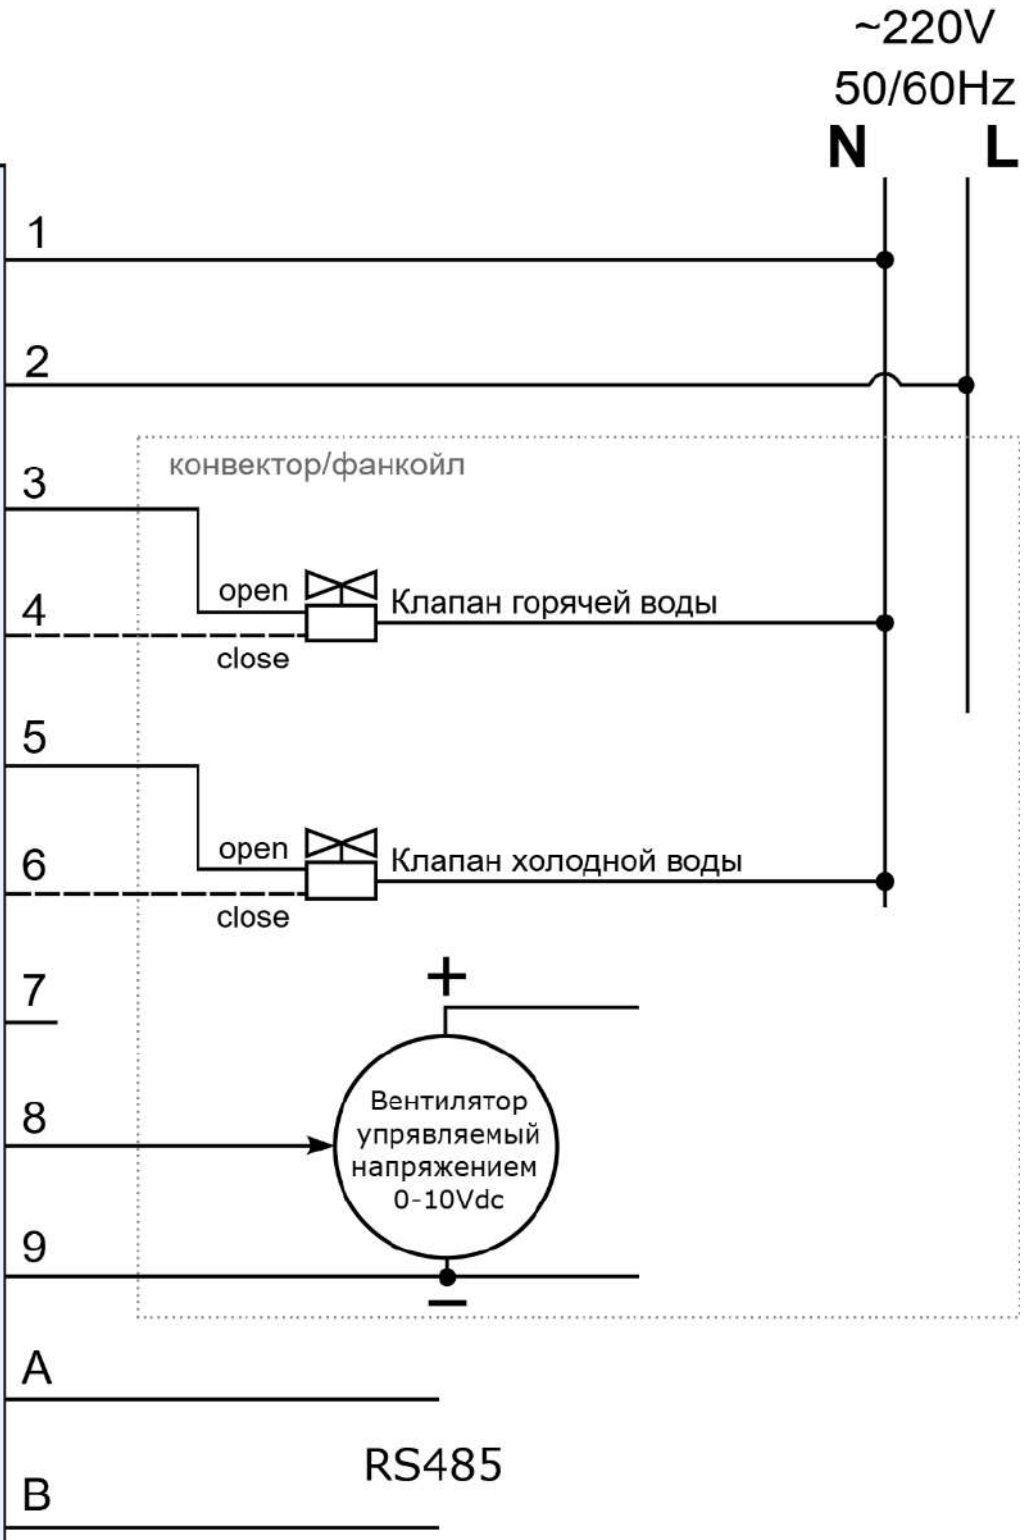 ~220V
50/60Hz
N L
1
2
конвектор/фанкойл
3
open
Клапан горячей воды
4
close
5
open
Клапан холодной воды
6
close
7
+
8
Вентилятор
упрявляемый
напряжением
0-10Vdc
9
−
A
RS485
B